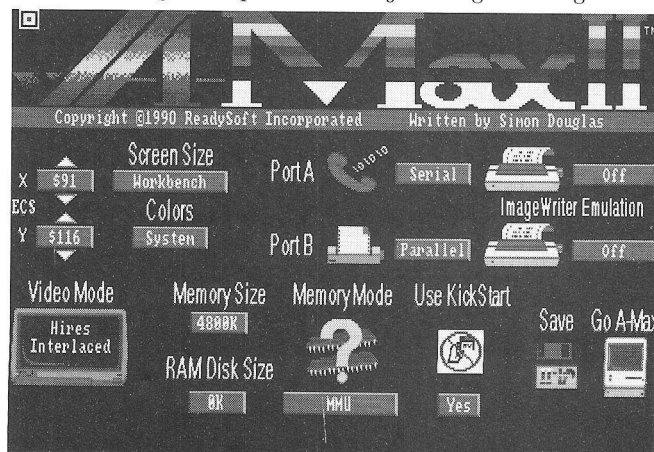 A-Max II
TM
Copyright ©1990 ReadySoft Incorporated Written by Simon Douglas
Screen Size
X $91 Workbench
ECS Colors
Y $116 System
Port A 101010 Serial Off
ImageWriter Emulation
Port B Parallel Off
Video Mode Memory Size Memory Mode Use KickStart
Hires
Interlaced
4800K
?
Save Go A-Max
RAM Disk Size
0K MMU Yes